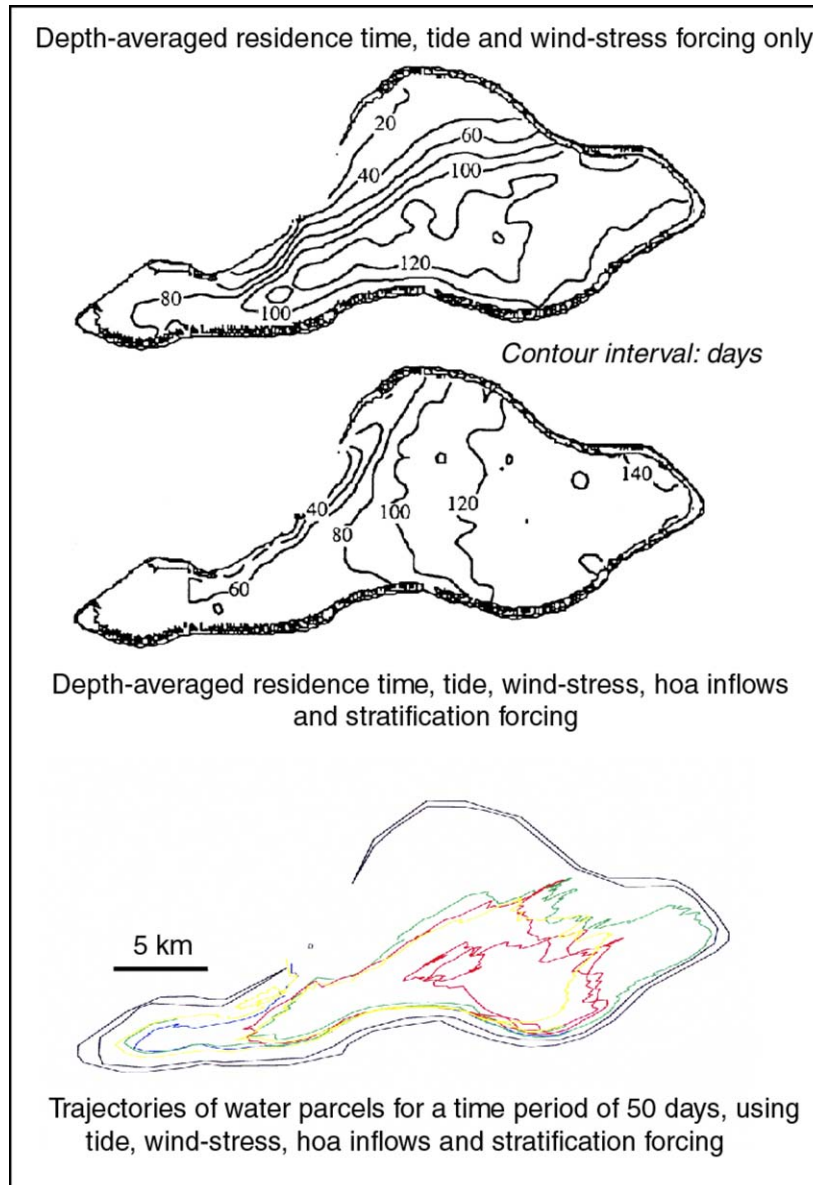 Depth-averaged residence time, tide and wind-stress forcing only
20
60
40
100
120
80
100
Contour interval: days
140
120
40
100
80
60
Depth-averaged residence time, tide, wind-stress, hoa inflows
and stratification forcing
5 km
Trajectories of water parcels for a time period of 50 days, using
tide, wind-stress, hoa inflows and stratification forcing